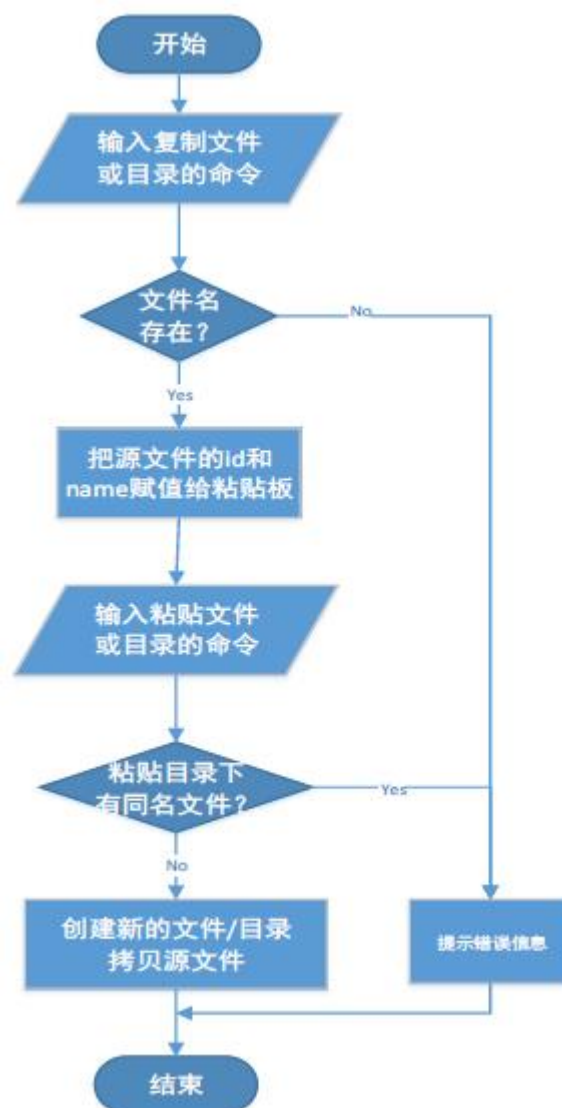 开始
输入复制文件
或目录的命令
文件名
存在？
No
Yes
把源文件的id和
name赋值给粘贴板
输入粘贴文件
或目录的命令
粘贴目录下
有同名文件？
Yes
No
创建新的文件/目录
拷贝源文件
提示错误信息
结束